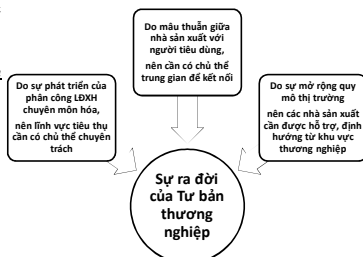 Do mâu thuẫn giữa
nhà sản xuất với
người tiêu dùng,
nên cần có chủ thể
trung gian để kết nối
Do sự phát triển của
phân công LĐXH
chuyên môn hóa,
nên lĩnh vực tiêu thụ
cần có chủ thể chuyên
trách
Do sự mở rộng quy
mô thị trường
nên các nhà sản xuất
cần được hỗ trợ, định
hướng từ khu vực
thương nghiệp
Sự ra đời
của Tư bản
thương
nghiệp